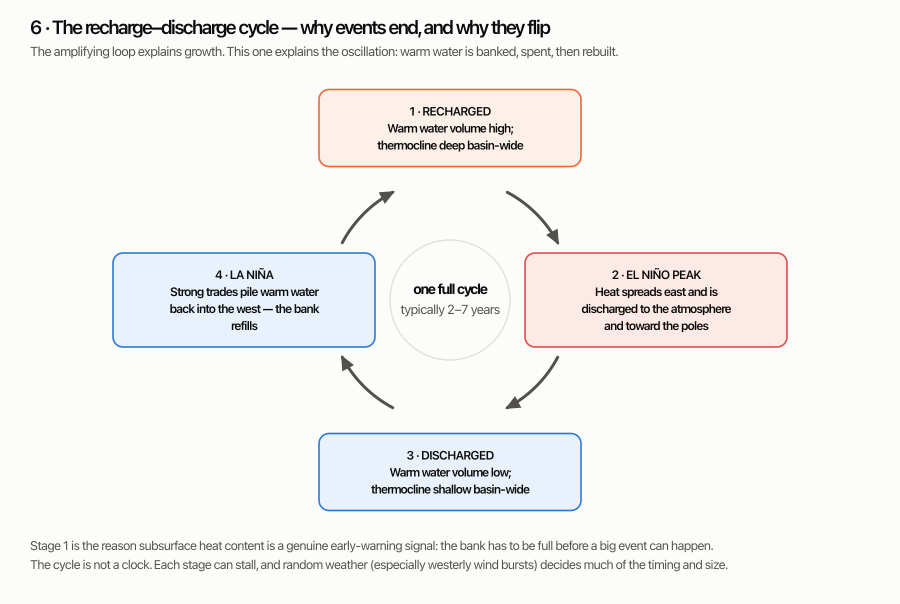 6 · The recharge–discharge cycle — why events end, and why they flip
The amplifying loop explains growth. This one explains the oscillation: warm water is banked, spent, then rebuilt.
1 · RECHARGED
Warm water volume high;
thermocline deep basin-wide
4 · LA NIÑA
Strong trades pile warm water
back into the west — the bank
refills
one full cycle
typically 2–7 years
2 · EL NIÑO PEAK
Heat spreads east and is
discharged to the atmosphere
and toward the poles
3 · DISCHARGED
Warm water volume low;
thermocline shallow basin-wide
Stage 1 is the reason subsurface heat content is a genuine early-warning signal: the bank has to be full before a big event can happen.
The cycle is not a clock. Each stage can stall, and random weather (especially westerly wind bursts) decides much of the timing and size.